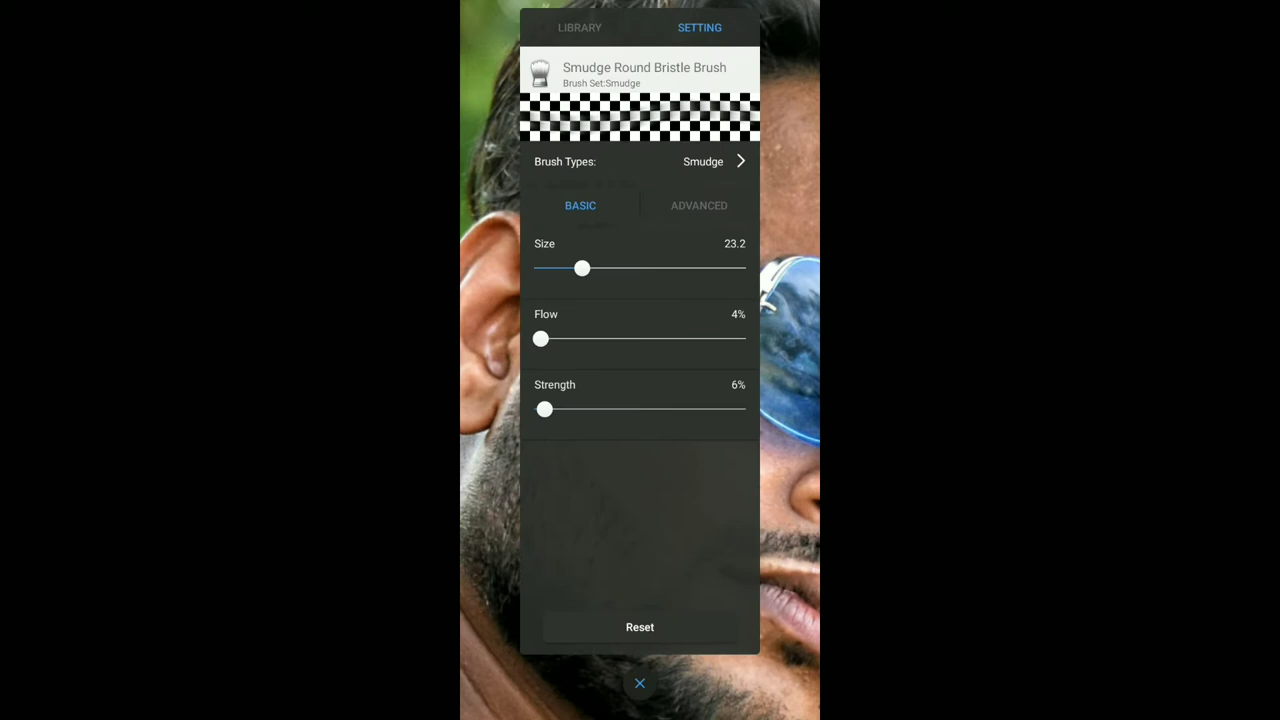 LIBRARY SETTING
Smudge Round Bristle Brush
Brush Set:Smudge
Brush Types: Smudge
BASIC ADVANCED
Size 23.2
Flow 4%
Strength 6%
Reset